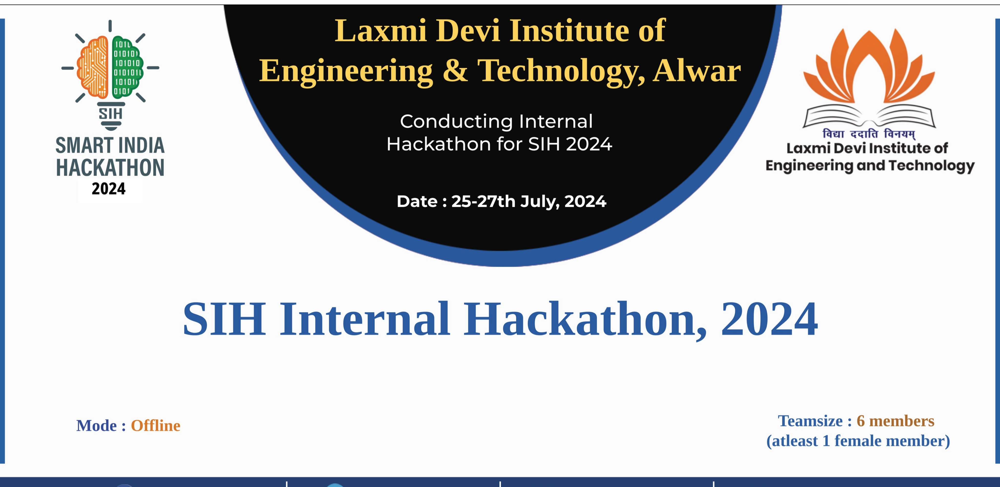 Laxmi Devi Institute of
Engineering & Technology, Alwar
Conducting Internal
Hackathon for SIH 2024
Date : 25-27th July, 2024
SIH
SMART INDIA
HACKATHON
2024
विद्या ददाति विनयम्
Laxmi Devi Institute of
Engineering and Technology
SIH Internal Hackathon, 2024
Mode : Offline
Teamsize : 6 members
(atleast 1 female member)